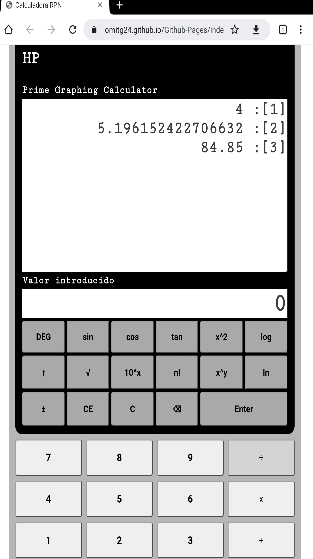 Calculadora RPN
omitg24.github.io/Github-Pages/inde
HP
Prime Graphing Calculator
4 :[1]
5.196152422706632 :[2]
84.85 :[3]
Valor introducido
0
DEG sin cos tan x^2 log
√ 10^x n! x^y ln
± CE C ⌫ Enter
7 8 9 ÷
4 5 6 x
1 2 3 +